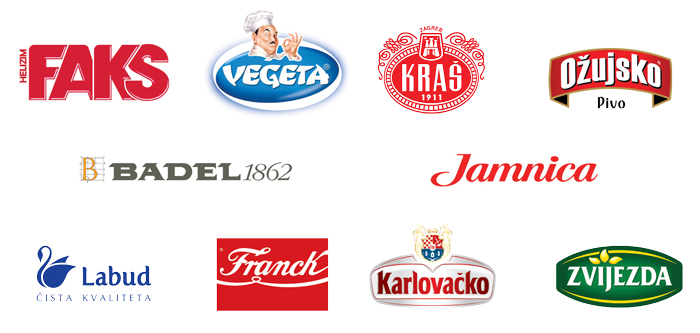 HELIZIM
FAKS
VEGETA®
ZAGREB
KRAŠ
1911
Ožujsko
Pivo
B BADEL 1862
Jamnica
Labud
ČISTA KVALITETA
Franck
Karlovačko
ZVIJEZDA